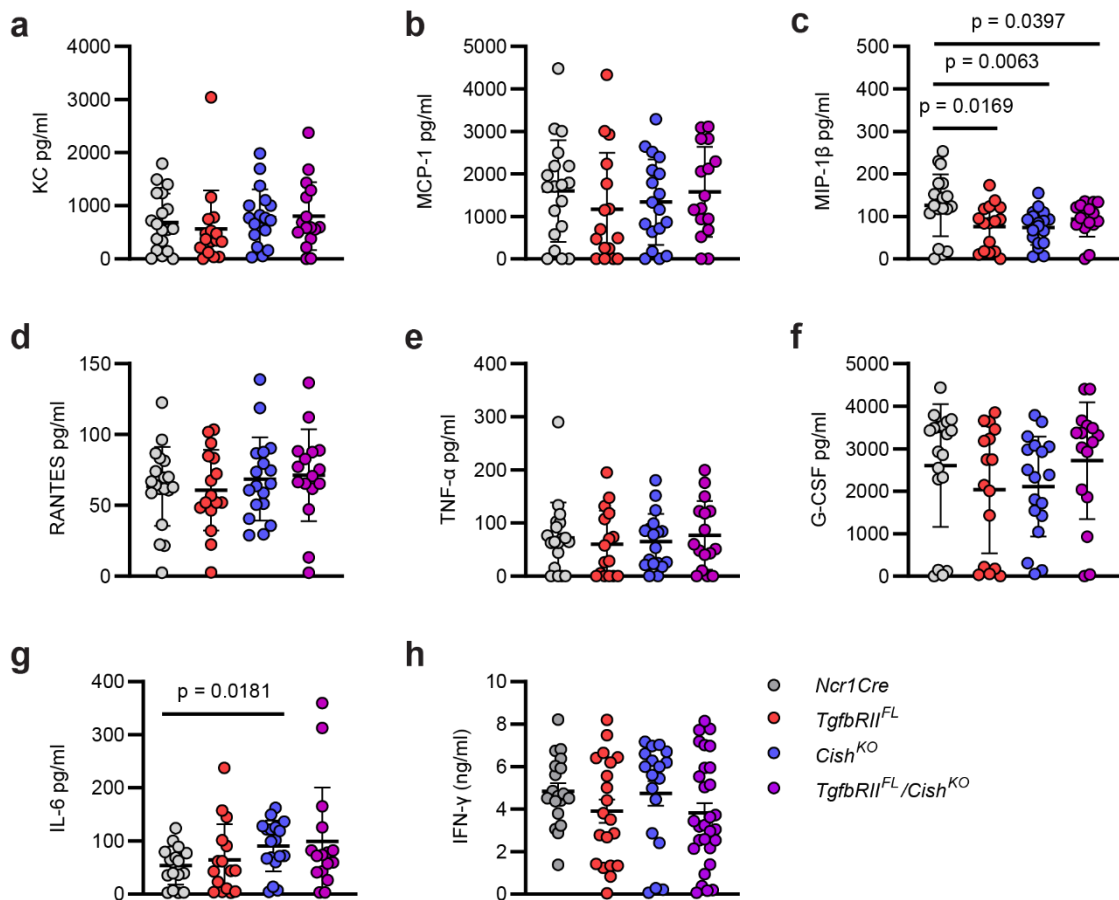 a
KC pg/ml
4000
3000
2000
1000
0
b
MCP-1 pg/ml
5000
4000
3000
2000
1000
0
c
MIP-1β pg/ml
500
400
300
200
100
0
p = 0.0397
p = 0.0063
p = 0.0169
d
RANTES pg/ml
150
100
50
0
e
TNF-α pg/ml
400
300
200
100
0
f
G-CSF pg/ml
5000
4000
3000
2000
1000
0
g
IL-6 pg/ml
400
300
200
100
0
p = 0.0181
h
IFN-γ (ng/ml)
10
8
6
4
2
0
Ncr1Cre
TgfbRII^FL
Cish^KO
TgfbRII^FL/Cish^KO